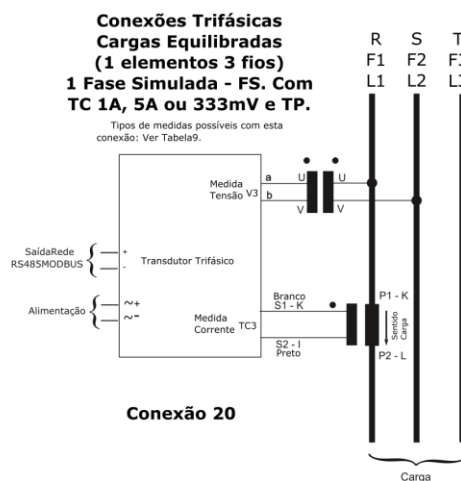 Conexões Trifásicas
Cargas Equilibradas
(1 elementos 3 fios)
1 Fase Simulada - FS. Com
TC 1A, 5A ou 333mV e TP.
Tipos de medidas possíveis com esta
conexão: Ver Tabela9.
R S T
F1 F2 F3
L1 L2 L3
Medida
Tensão V3
a
b
U U
V V
SaídaRede
RS485MODBUS
+
-
Transdutor Trifásico
Alimentação
~+
~-
Medida
Corrente TC3
Branco
S1 - K
S2 - l
Preto
P1 - K
Sentido
Carga
P2 - L
Conexão 20
Carga